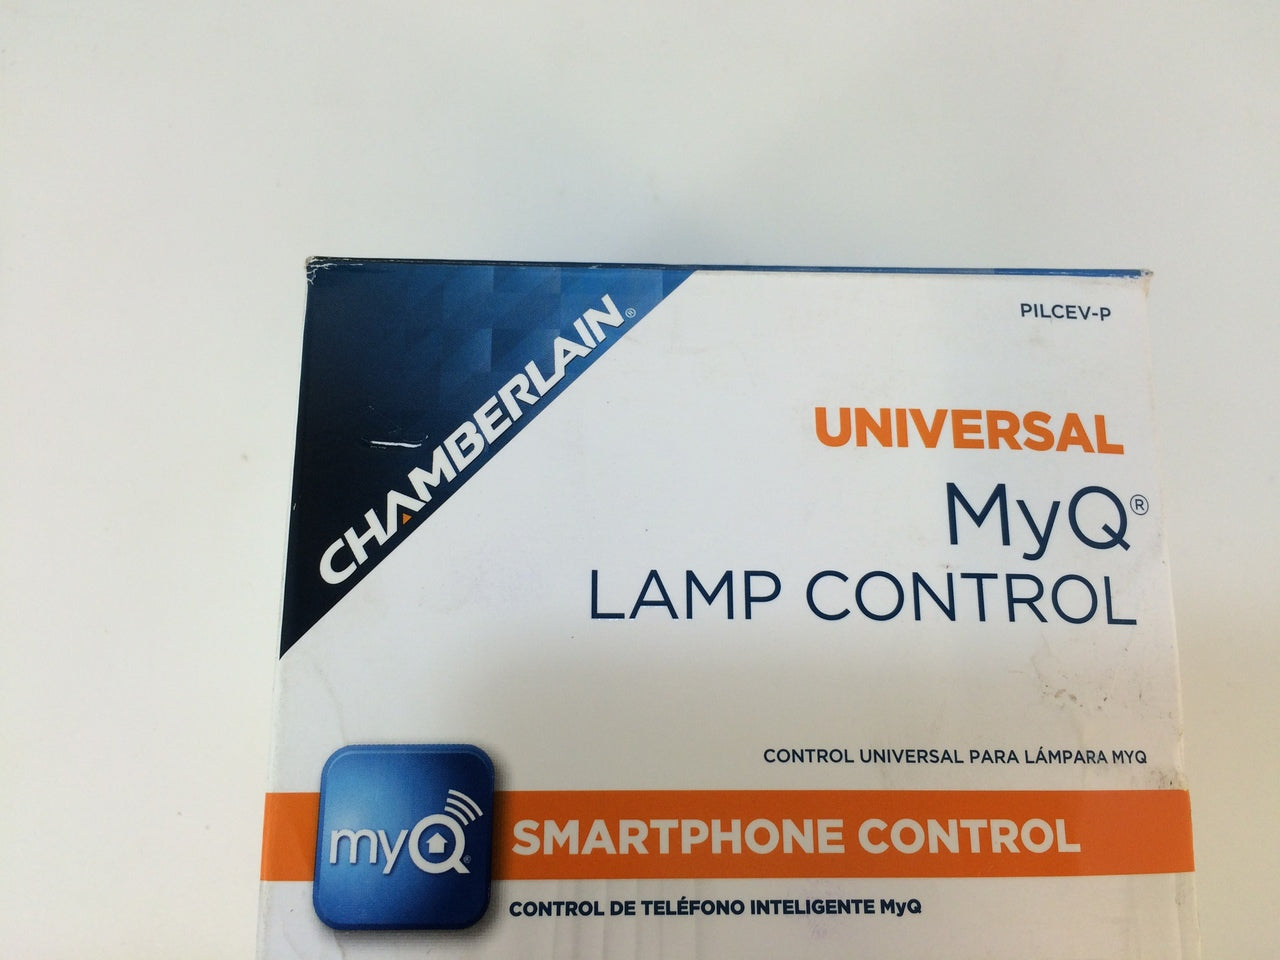 CHAMBERLAIN®
PILCEV-P
UNIVERSAL
MyQ®
LAMP CONTROL
CONTROL UNIVERSAL PARA LÁMPARA MYQ
myQ®
SMARTPHONE CONTROL
CONTROL DE TELÉFONO INTELIGENTE MyQ